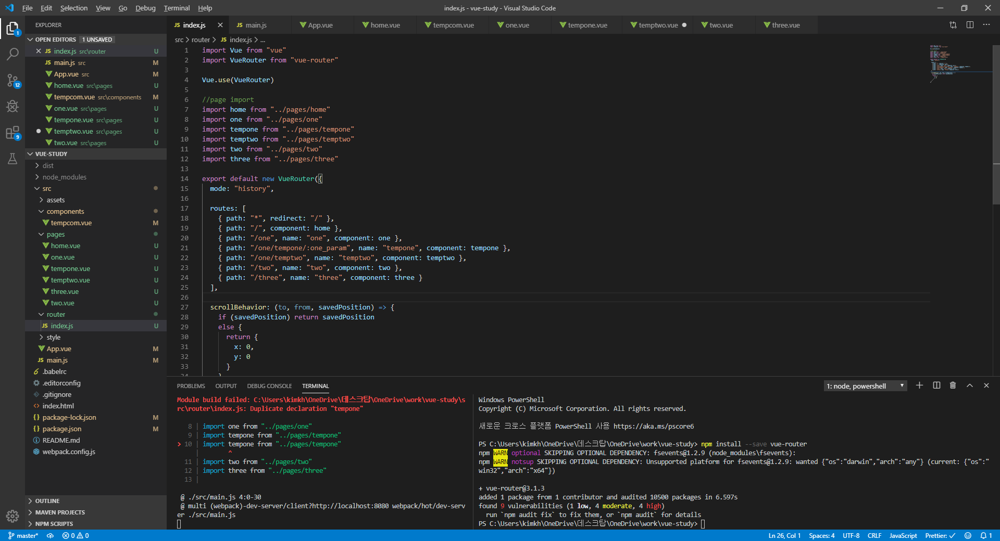 File Edit Selection View Go Debug Terminal Help
index.js - vue-study - Visual Studio Code
EXPLORER
OPEN EDITORS 1 UNSAVED
JS index.js src\router U
JS main.js src M
App.vue src M
home.vue src\pages U
tempcom.vue src\components M
one.vue src\pages U
tempone.vue src\pages U
temptwo.vue src\pages U
two.vue src\pages U
VUE-STUDY
dist
node_modules
src
assets
components
tempcom.vue M
pages
home.vue U
one.vue U
tempone.vue U
temptwo.vue U
three.vue U
two.vue U
router
JS index.js U
style
App.vue M
JS main.js M
.babelrc
.editorconfig
.gitignore
<> index.html
{} package-lock.json M
{} package.json M
README.md
webpack.config.js
OUTLINE
MAVEN PROJECTS
NPM SCRIPTS
1
12
9
JS index.js
JS main.js
App.vue
home.vue
tempcom.vue
one.vue
tempone.vue
temptwo.vue
two.vue
three.vue
src > router > JS index.js > ...
1 import Vue from "vue"
2 import VueRouter from "vue-router"
3
4 Vue.use(VueRouter)
5
6 //page import
7 import home from "../pages/home"
8 import one from "../pages/one"
9 import tempone from "../pages/tempone"
10 import temptwo from "../pages/temptwo"
11 import two from "../pages/two"
12 import three from "../pages/three"
13
14 export default new VueRouter({
15 mode: "history",
16
17 routes: [
18 { path: "*", redirect: "/" },
19 { path: "/", component: home },
20 { path: "/one", name: "one", component: one },
21 { path: "/one/tempone/:one_param", name: "tempone", component: tempone },
22 { path: "/one/temptwo", name: "temptwo", component: temptwo },
23 { path: "/two", name: "two", component: two },
24 { path: "/three", name: "three", component: three }
25 ],
26
27 scrollBehavior: (to, from, savedPosition) => {
28 if (savedPosition) return savedPosition
29 else {
30 return {
31 x: 0,
32 y: 0
33 }
34 }
PROBLEMS OUTPUT DEBUG CONSOLE TERMINAL
1: node, powershell
Module build failed: C:\Users\kimkh\OneDrive\데스크탑\OneDrive\work\vue-study\s
rc\router\index.js: Duplicate declaration "tempone"
8 | import one from "../pages/one"
9 | import tempone from "../pages/tempone"
> 10 | import tempone from "../pages/tempone"
| ^
11 | import two from "../pages/two"
12 | import three from "../pages/three"
13 |
@ ./src/main.js 4:0-30
@ multi (webpack)-dev-server/client?http://localhost:8080 webpack/hot/dev-serv
er ./src/main.js
Windows PowerShell
Copyright (C) Microsoft Corporation. All rights reserved.
새로운 크로스 플랫폼 PowerShell 사용 https://aka.ms/pscore6
PS C:\Users\kimkh\OneDrive\데스크탑\OneDrive\work\vue-study> npm install --save vue-router
npm WARN optional SKIPPING OPTIONAL DEPENDENCY: fsevents@1.2.9 (node_modules\fsevents):
npm WARN notsup SKIPPING OPTIONAL DEPENDENCY: Unsupported platform for fsevents@1.2.9: wanted {"os":"darwin","arch":"any"} (current: {"os":"
win32","arch":"x64"})
+ vue-router@3.1.3
added 1 package from 1 contributor and audited 10500 packages in 6.597s
found 9 vulnerabilities (1 low, 4 moderate, 4 high)
run `npm audit fix` to fix them, or `npm audit` for details
PS C:\Users\kimkh\OneDrive\데스크탑\OneDrive\work\vue-study>
master* 0 0
Ln 26, Col 1 Spaces: 4 UTF-8 CRLF JavaScript Prettier: ✓ 1